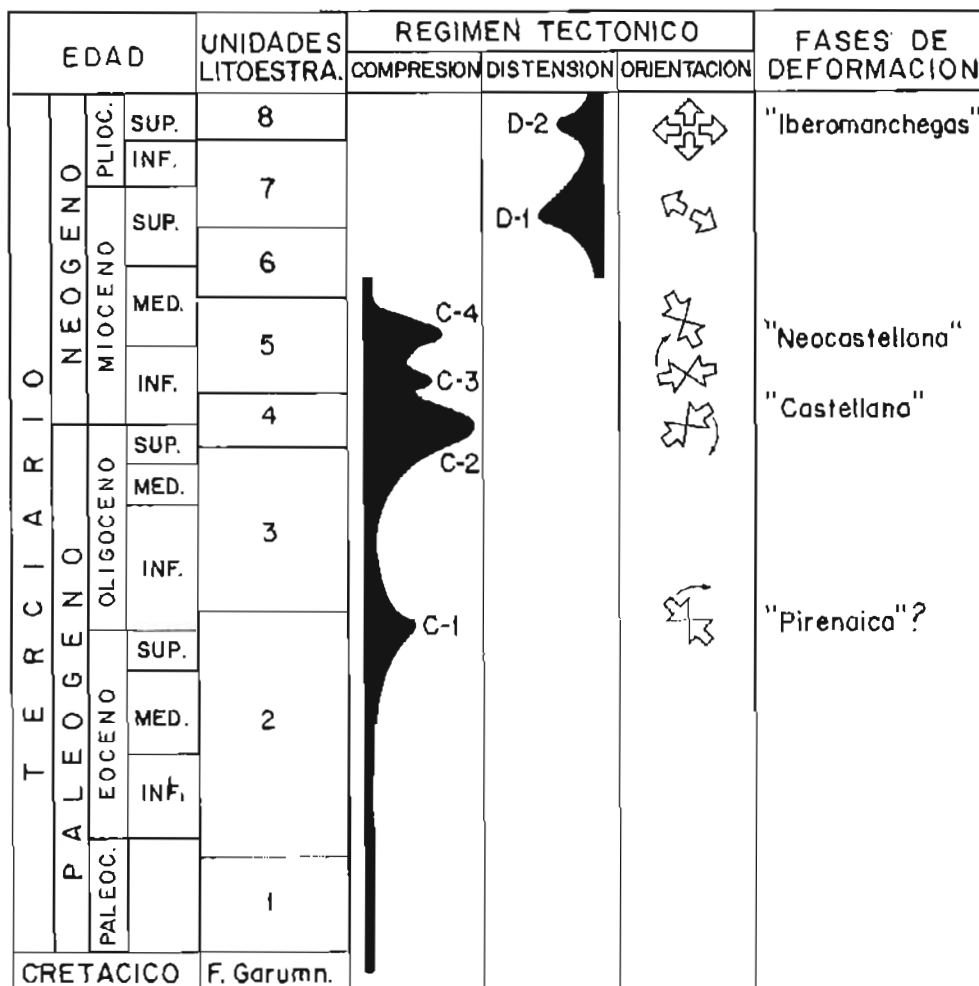 EDAD
UNIDADES
LITOESTRA.
REGIMEN TECTONICO
COMPRESION
DISTENSION
ORIENTACION
FASES DE
DEFORMACION
TERCIARIO
NEOGENO
PALEOGENO
PLIOC.
SUP.
INF.
MIOCENO
SUP.
MED.
INF.
OLIGOCENO
SUP.
MED.
INF.
EOCENO
SUP.
MED.
INF.
PALEOC.
CRETACICO
8
7
6
5
4
3
2
1
F. Garumn.
D-2
D-1
C-4
C-3
C-2
C-1
"Iberomanchegas"
"Neocastellana"
"Castellana"
"Pirenaica"?